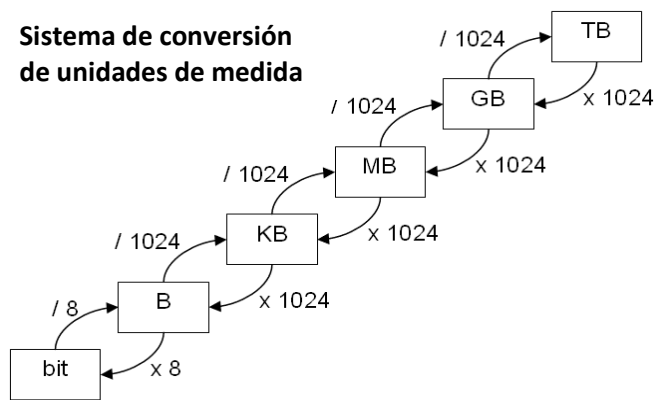 Sistema de conversión
de unidades de medida
/ 1024
TB
x 1024
/ 1024
GB
x 1024
/ 1024
MB
x 1024
/ 1024
KB
x 1024
/ 8
B
x 8
bit